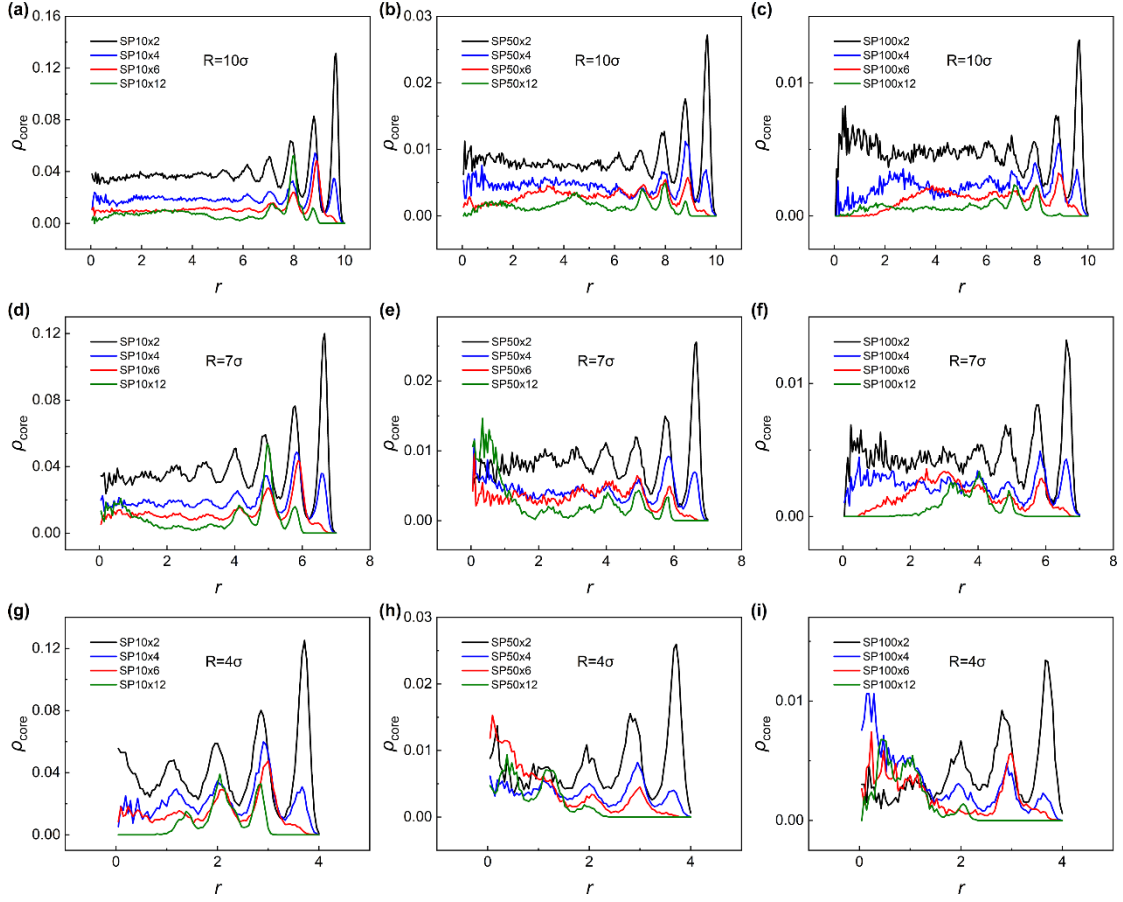 (a)
0.16
0.12
0.08
0.04
0.00
ρcore
SP10x2
SP10x4
SP10x6
SP10x12
R=10σ
0 2 4 6 8 10
r
(b)
0.03
0.02
0.01
0.00
ρcore
SP50x2
SP50x4
SP50x6
SP50x12
R=10σ
0 2 4 6 8 10
r
(c)
0.01
0.00
ρcore
SP100x2
SP100x4
SP100x6
SP100x12
R=10σ
0 2 4 6 8 10
r
(d)
0.12
0.08
0.04
0.00
ρcore
SP10x2
SP10x4
SP10x6
SP10x12
R=7σ
0 2 4 6 8
r
(e)
0.02
0.01
0.00
ρcore
SP50x2
SP50x4
SP50x6
SP50x12
R=7σ
0 2 4 6 8
r
(f)
0.01
0.00
ρcore
SP100x2
SP100x4
SP100x6
SP100x12
R=7σ
0 2 4 6 8
r
(g)
0.12
0.08
0.04
0.00
ρcore
SP10x2
SP10x4
SP10x6
SP10x12
R=4σ
0 2 4
r
(h)
0.03
0.02
0.01
0.00
ρcore
SP50x2
SP50x4
SP50x6
SP50x12
R=4σ
0 2 4
r
(i)
0.01
0.00
ρcore
SP100x2
SP100x4
SP100x6
SP100x12
R=4σ
0 2 4
r